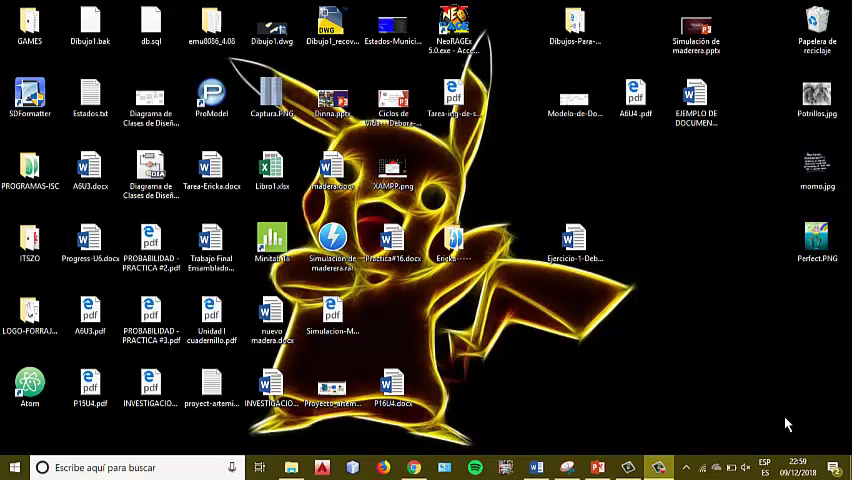 GAMES
Dibujo1.bak
db.sql
emu8086_4.08
Dibujo1.dwg
Dibujo1_recov...
Estados-Munici...
NeoRAGEx
5.0.exe - Acce...
Dibujos-Para-...
Simulación de
maderera.pptx
Papelera de
reciclaje
SDFormatter
Estados.txt
Diagrama de
Clases de Diseñ...
ProModel
Captura.PNG
Dinna.pptx
Ciclos de
Vida---Debora-...
Tarea-ing-de-s...
Modelo-de-Do...
A6U4 .pdf
EJEMPLO DE
DOCUMEN...
Potrillos.jpg
PROGRAMAS-ISC
A6U3.docx
Diagrama de
Clases de Diseñ...
Tarea-Ericka.docx
Libro1.xlsx
madera.docx
XAMPP.png
momo.jpg
ITSZO
Progress-U6.docx
PROBABILIDAD -
PRACTICA #2.pdf
Trabajo Final
Ensamblado...
Minitab 16
Simulación de
maderera.rar
Practica#16.docx
Ericka-----
Ejercicio-1-Deb...
Perfect.PNG
LOGO-FORRAJ...
A6U3.pdf
PROBABILIDAD -
PRACTICA #3.pdf
Unidad I
cuadernillo.pdf
nuevo
madera.docx
Simulacion-M...
Atom
P15U4.pdf
INVESTIGACIO...
proyect-artemi...
INVESTIGACIO...
Proyecto_artem...
P16U4.docx
Escribe aquí para buscar
ESP
ES
22:59
09/12/2018
2